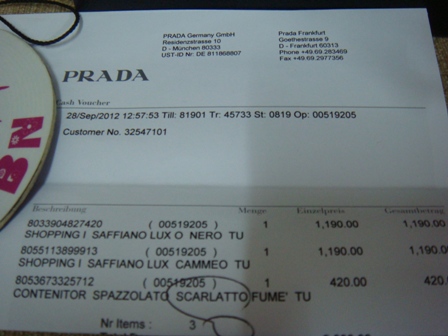 PRADA Germany GmbH
Residenzstrasse 10
D - München 80333
UST-ID Nr: DE 811868807
Prada Frankfurt
Goethestrasse 9
D - Frankfurt 60313
Phone +49.69.283469
Fax +49.69.2977356
PRADA
Cash Voucher
28/Sep/2012 12:57:53 Till: 81901 Tr: 45733 St: 0819 Op: 00519205
Customer No. 32547101
BN
Beschreibung Menge Einzelpreis Gesamtbetrag
8033904827420 ( 00519205 ) 1 1,190.00 1,190.00
SHOPPING I SAFFIANO LUX O NERO TU
8055113899913 ( 00519205 ) 1 1,190.00 1,190.00
SHOPPING I SAFFIANO LUX CAMMEO TU
8053673325712 ( 00519205 ) 1 420.00 420.00
CONTENITOR SPAZZOLATO SCARLATTO FUME' TU
Nr Items : 3